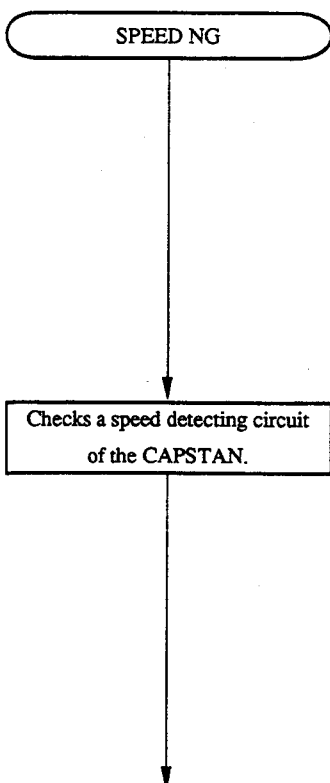 SPEED NG
Checks a speed detecting circuit
of the CAPSTAN.